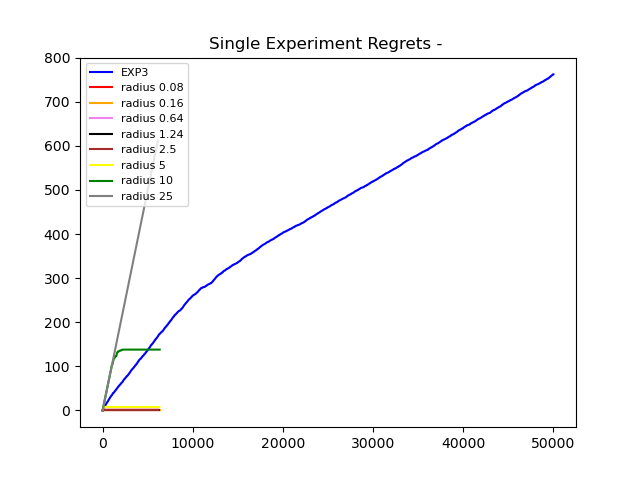 Single Experiment Regrets -
800
700
600
500
400
300
200
100
0
EXP3
radius 0.08
radius 0.16
radius 0.64
radius 1.24
radius 2.5
radius 5
radius 10
radius 25
0 10000 20000 30000 40000 50000